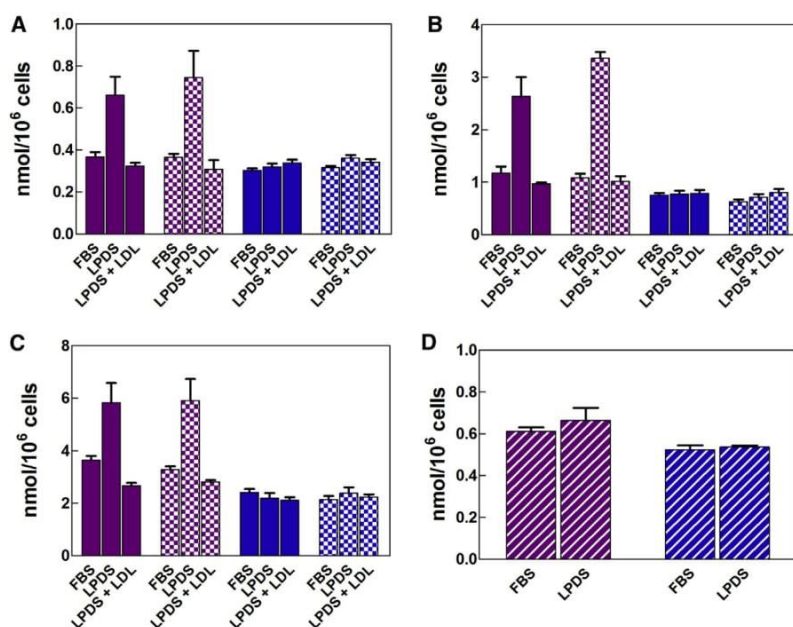 A
nmol/10⁶ cells
1.0
0.8
0.6
0.4
0.2
0.0
FBS
LPDS
LPDS + LDL
FBS
LPDS
LPDS + LDL
FBS
LPDS
LPDS + LDL
FBS
LPDS
LPDS + LDL
B
nmol/10⁶ cells
4
3
2
1
0
FBS
LPDS
LPDS + LDL
FBS
LPDS
LPDS + LDL
FBS
LPDS
LPDS + LDL
FBS
LPDS
LPDS + LDL
C
nmol/10⁶ cells
8
6
4
2
0
FBS
LPDS
LPDS + LDL
FBS
LPDS
LPDS + LDL
FBS
LPDS
LPDS + LDL
FBS
LPDS
LPDS + LDL
D
nmol/10⁶ cells
1.0
0.8
0.6
0.4
0.2
0.0
FBS
LPDS
FBS
LPDS